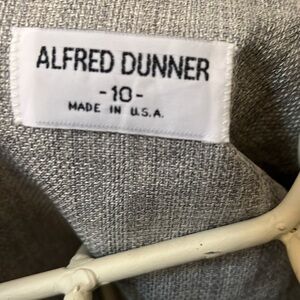 ALFRED DUNNER
-10-
MADE IN U.S.A.